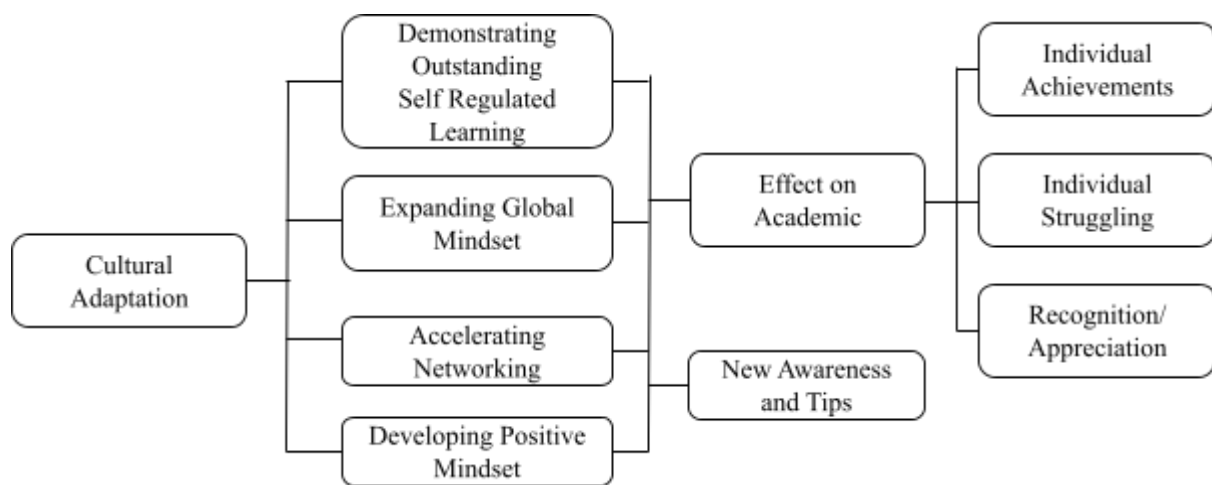 Cultural
Adaptation
Demonstrating
Outstanding
Self Regulated
Learning
Expanding Global
Mindset
Accelerating
Networking
Developing Positive
Mindset
Effect on
Academic
New Awareness
and Tips
Individual
Achievements
Individual
Struggling
Recognition/
Appreciation